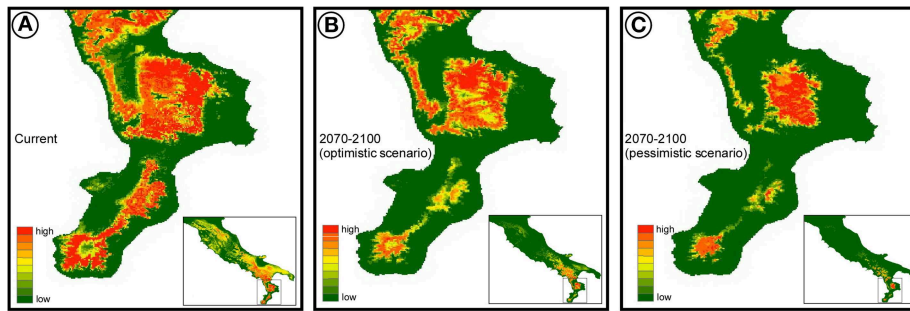 A
Current
high
low
B
2070-2100
(optimistic scenario)
high
low
C
2070-2100
(pessimistic scenario)
high
low